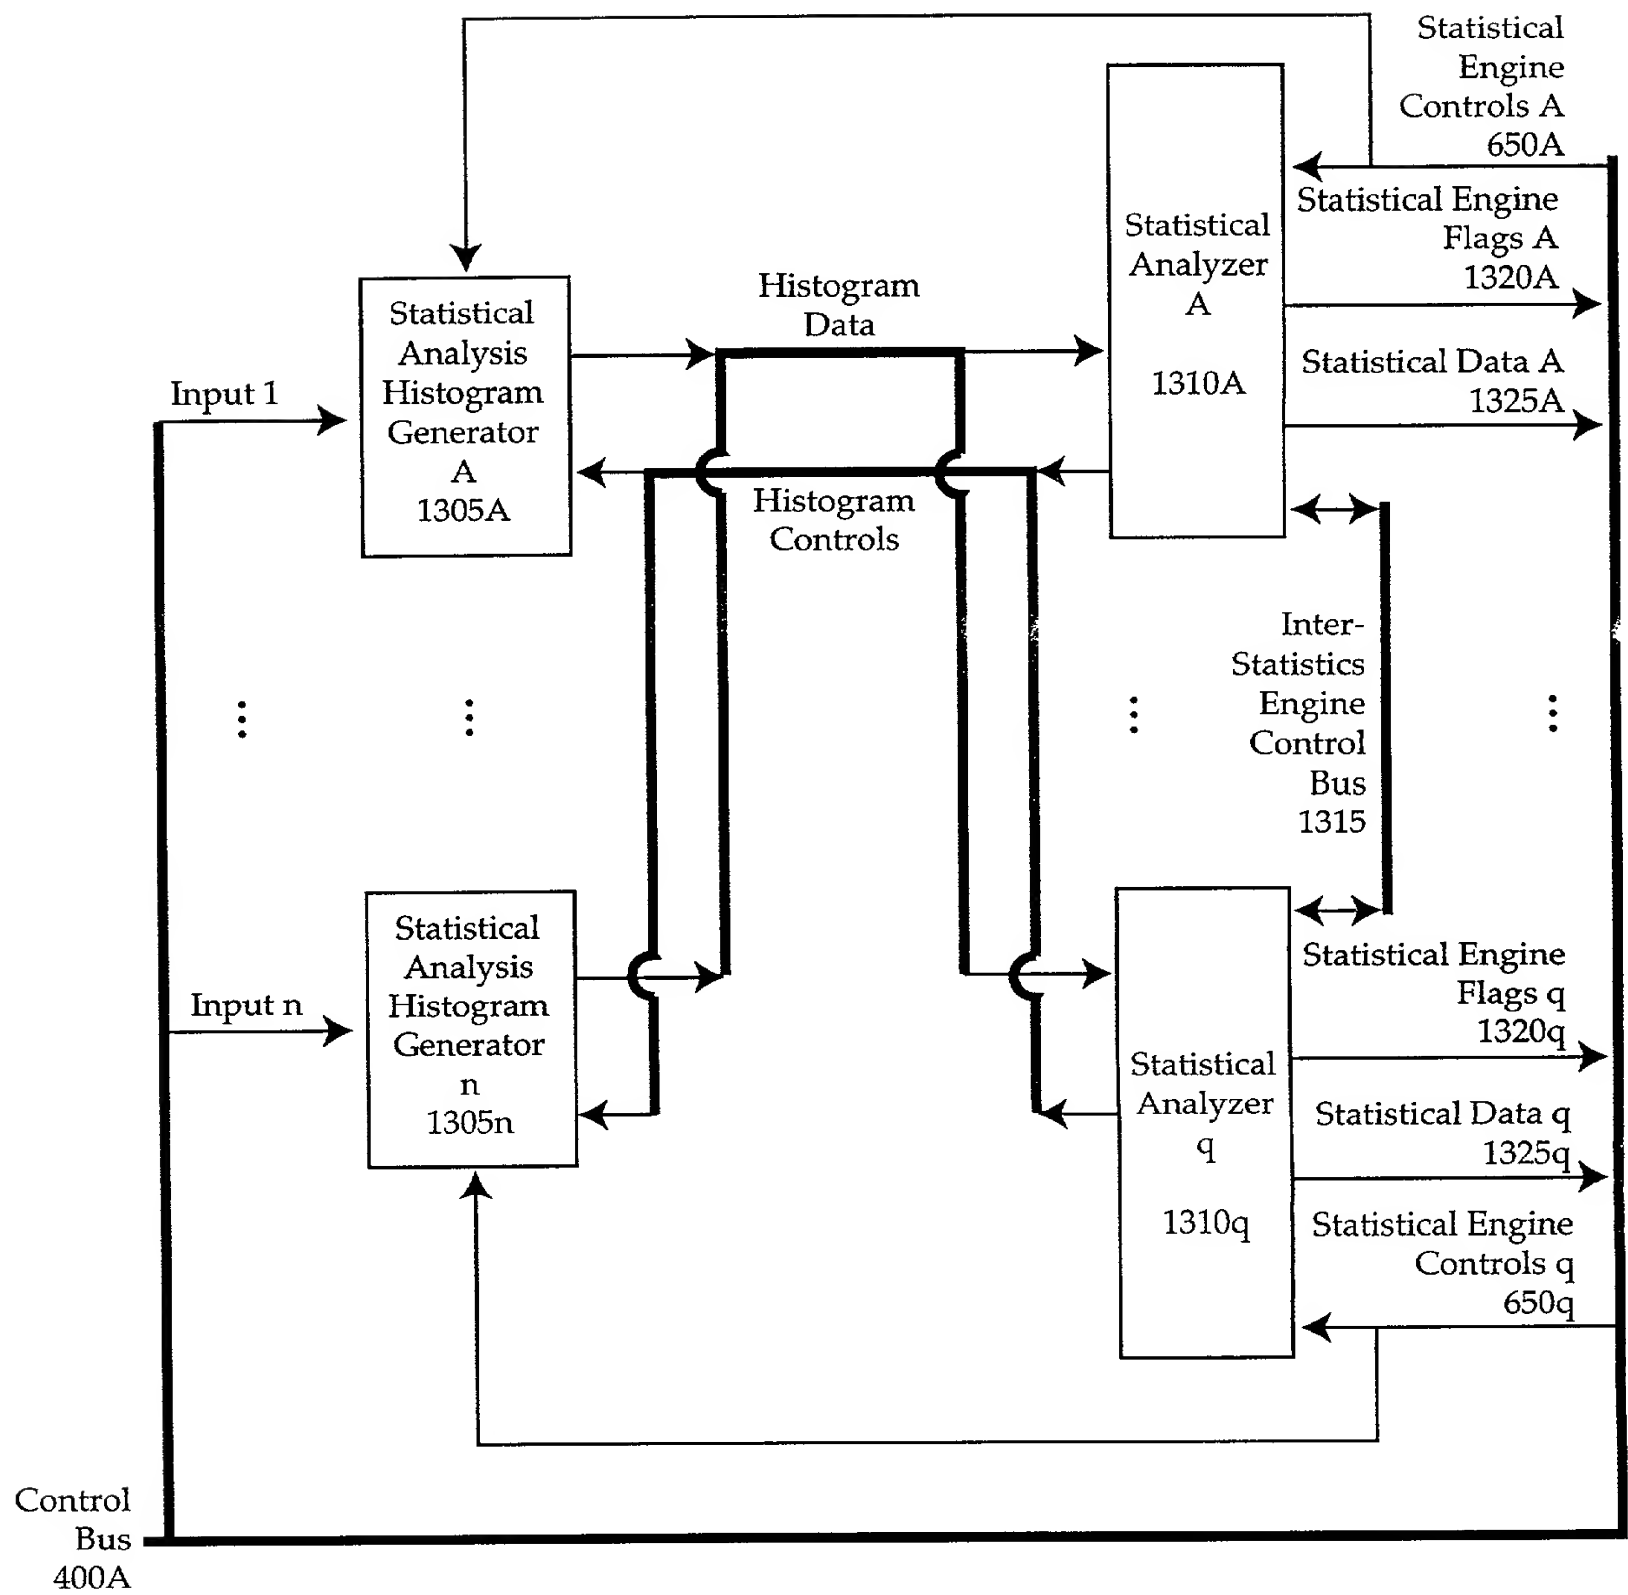 Statistical
Engine
Controls A
650A
Statistical Engine
Flags A
1320A
Statistical Data A
1325A
Statistical
Analyzer
A
1310A
Histogram
Data
Statistical
Analysis
Histogram
Generator
A
1305A
Input 1
Histogram
Controls
Inter-
Statistics
Engine
Control
Bus
1315
Statistical
Analysis
Histogram
Generator
n
1305n
Input n
Statistical Engine
Flags q
1320q
Statistical
Analyzer
q
1310q
Statistical Data q
1325q
Statistical Engine
Controls q
650q
Control
Bus
400A